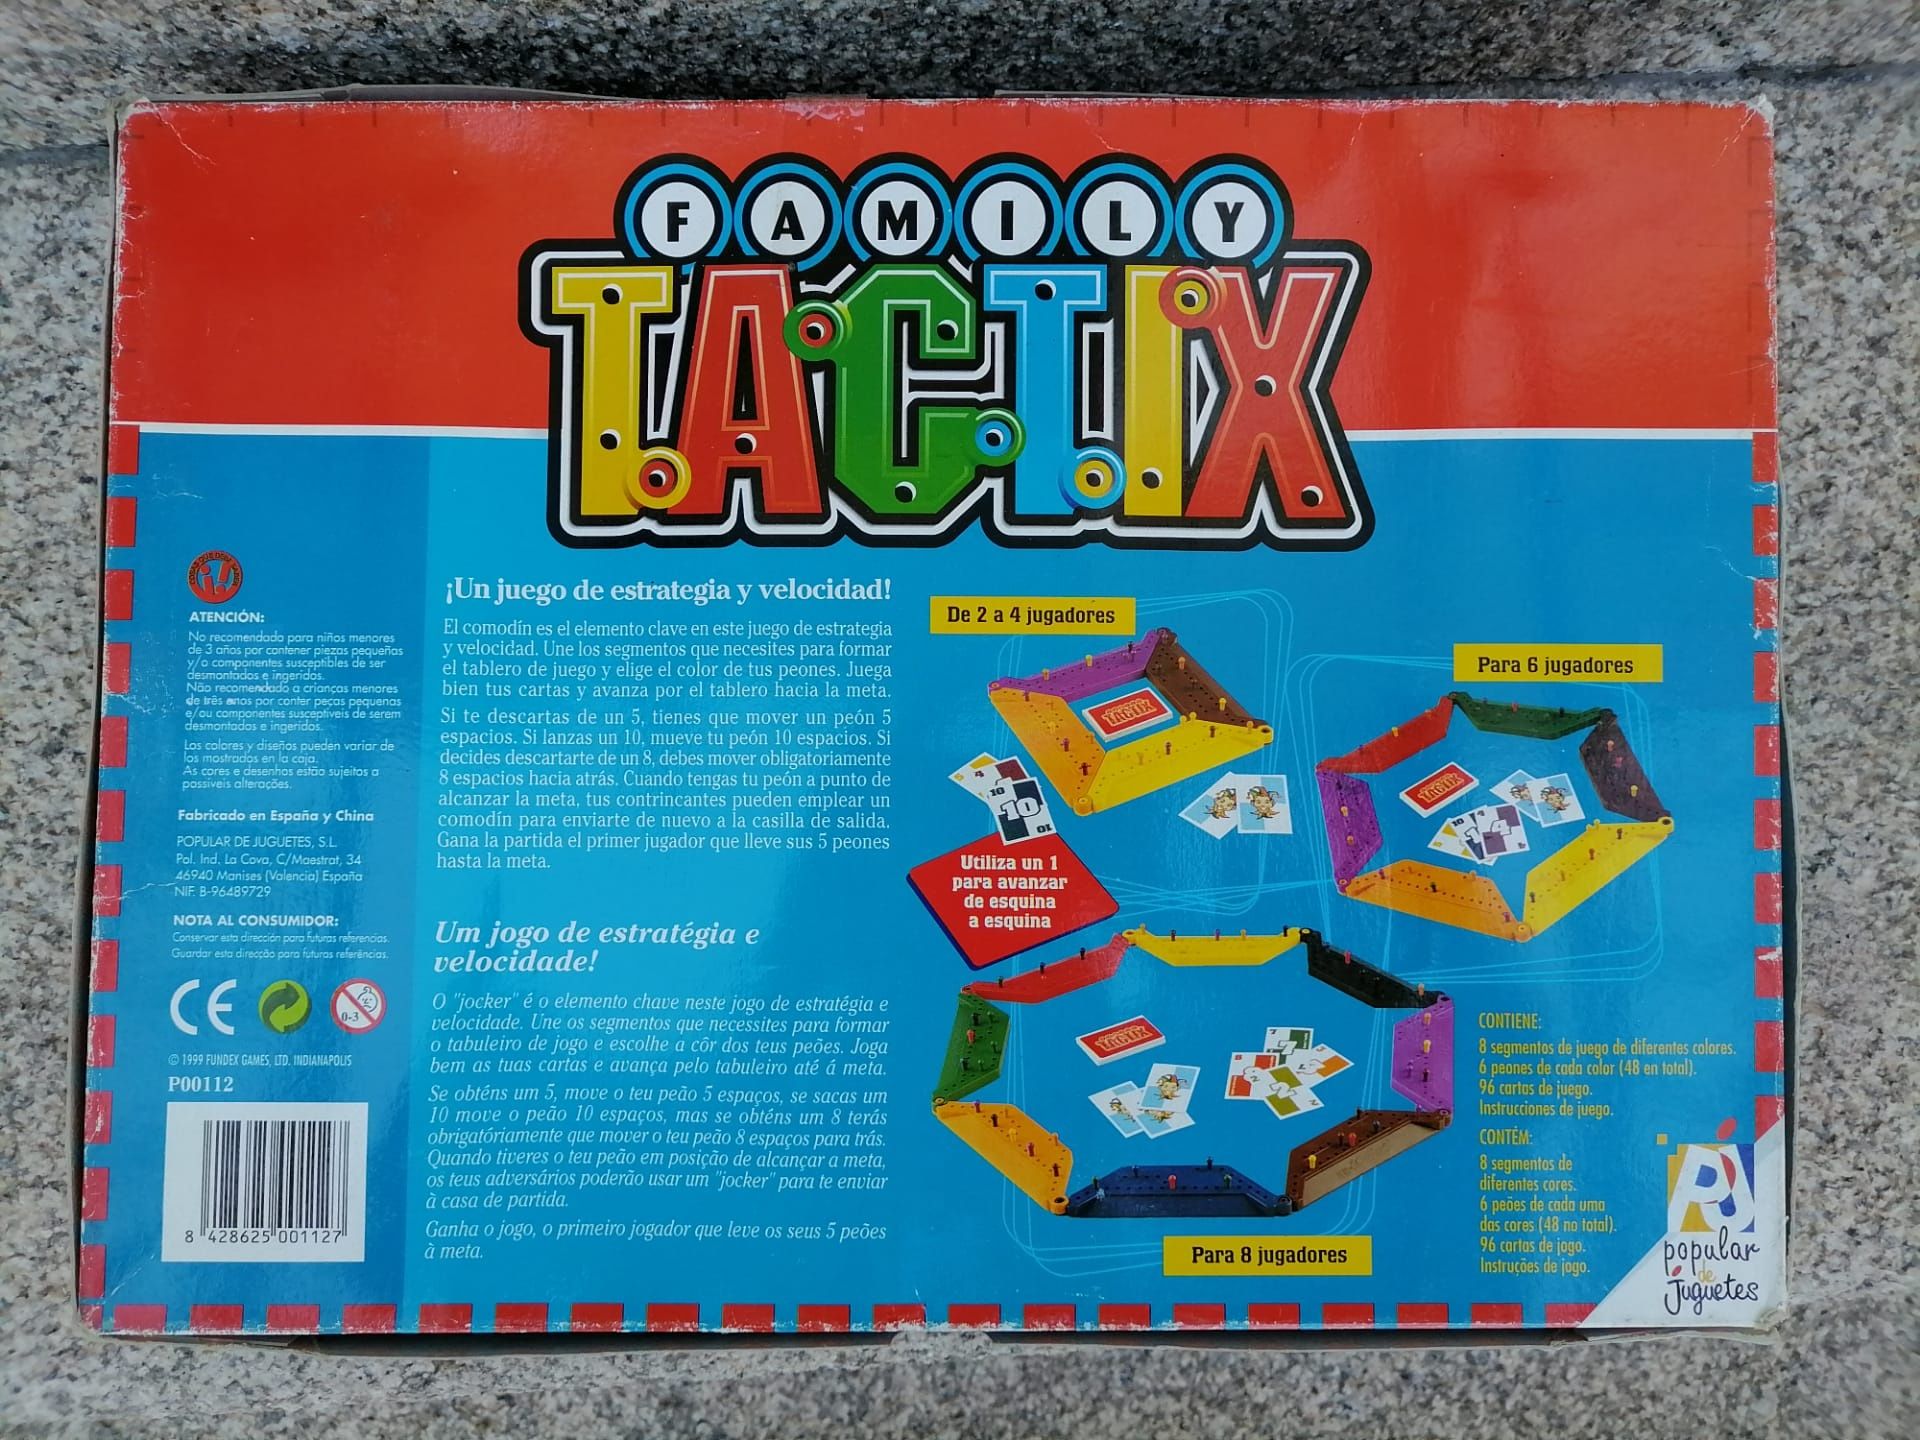 FAMILY
TACTIX
ATENCIÓN:
No recomendado para niños menores
de 3 años por contener piezas pequeñas
y/o componentes susceptibles de ser
desmontados e ingeridos.
Não recomendado a crianças menores
de três anos por conter peças pequenas
e/ou componentes susceptíveis de serem
desmontados e ingeridos.
Los colores y diseños pueden variar de
los mostrados en la caja.
As cores e desenhos estão sujeitos a
passiveis alterações.
Fabricado en España y China
POPULAR DE JUGUETES, S.L.
Pol. Ind. La Cova, C/Maestrat, 34
46940 Manises (Valencia) España
NIF. B-96489729
NOTA AL CONSUMIDOR:
Conservar esta dirección para futuras referencias.
Guardar esta direcção para futuras referências.
CE
0-3
© 1999 FUNDEX GAMES, LTD. INDIANAPOLIS
P00112
8 428625 001127
¡Un juego de estrategia y velocidad!
El comodín es el elemento clave en este juego de estrategia
y velocidad. Une los segmentos que necesites para formar
el tablero de juego y elige el color de tus peones. Juega
bien tus cartas y avanza por el tablero hacia la meta.
Si te descartas de un 5, tienes que mover un peón 5
espacios. Si lanzas un 10, mueve tu peón 10 espacios. Si
decides descartarte de un 8, debes mover obligatoriamente
8 espacios hacia atrás. Cuando tengas tu peón a punto de
alcanzar la meta, tus contrincantes pueden emplear un
comodín para enviarte de nuevo a la casilla de salida.
Gana la partida el primer jugador que lleve sus 5 peones
hasta la meta.
Um jogo de estratégia e
velocidade!
O "jocker" é o elemento chave neste jogo de estratégia e
velocidade. Une os segmentos que necessites para formar
o tabuleiro de jogo e escolhe a côr dos teus peões. Joga
bem as tuas cartas e avança pelo tabuleiro até á meta.
Se obténs um 5, move o teu peão 5 espaços, se sacas um
10 move o peão 10 espaços, mas se obténs um 8 terás
obrigatóriamente que mover o teu peão 8 espaços para trás.
Quando tiveres o teu peão em posição de alcançar a meta,
os teus adversários poderão usar um "jocker" para te enviar
à casa de partida.
Ganha o jogo, o primeiro jogador que leve os seus 5 peões
à meta.
De 2 a 4 jugadores
TACTIX
10
Utiliza un 1
para avanzar
de esquina
a esquina
Para 6 jugadores
TACTIX
TACTIX
Para 8 jugadores
CONTIENE:
8 segmentos de juego de diferentes colores.
6 peones de cada color (48 en total).
96 cartas de juego.
Instrucciones de juego.
CONTÉM:
8 segmentos de
diferentes cores.
6 peões de cada uma
das cores (48 no total).
96 cartas de jogo.
Instruções de jogo.
PJ
popular
de
Juguetes